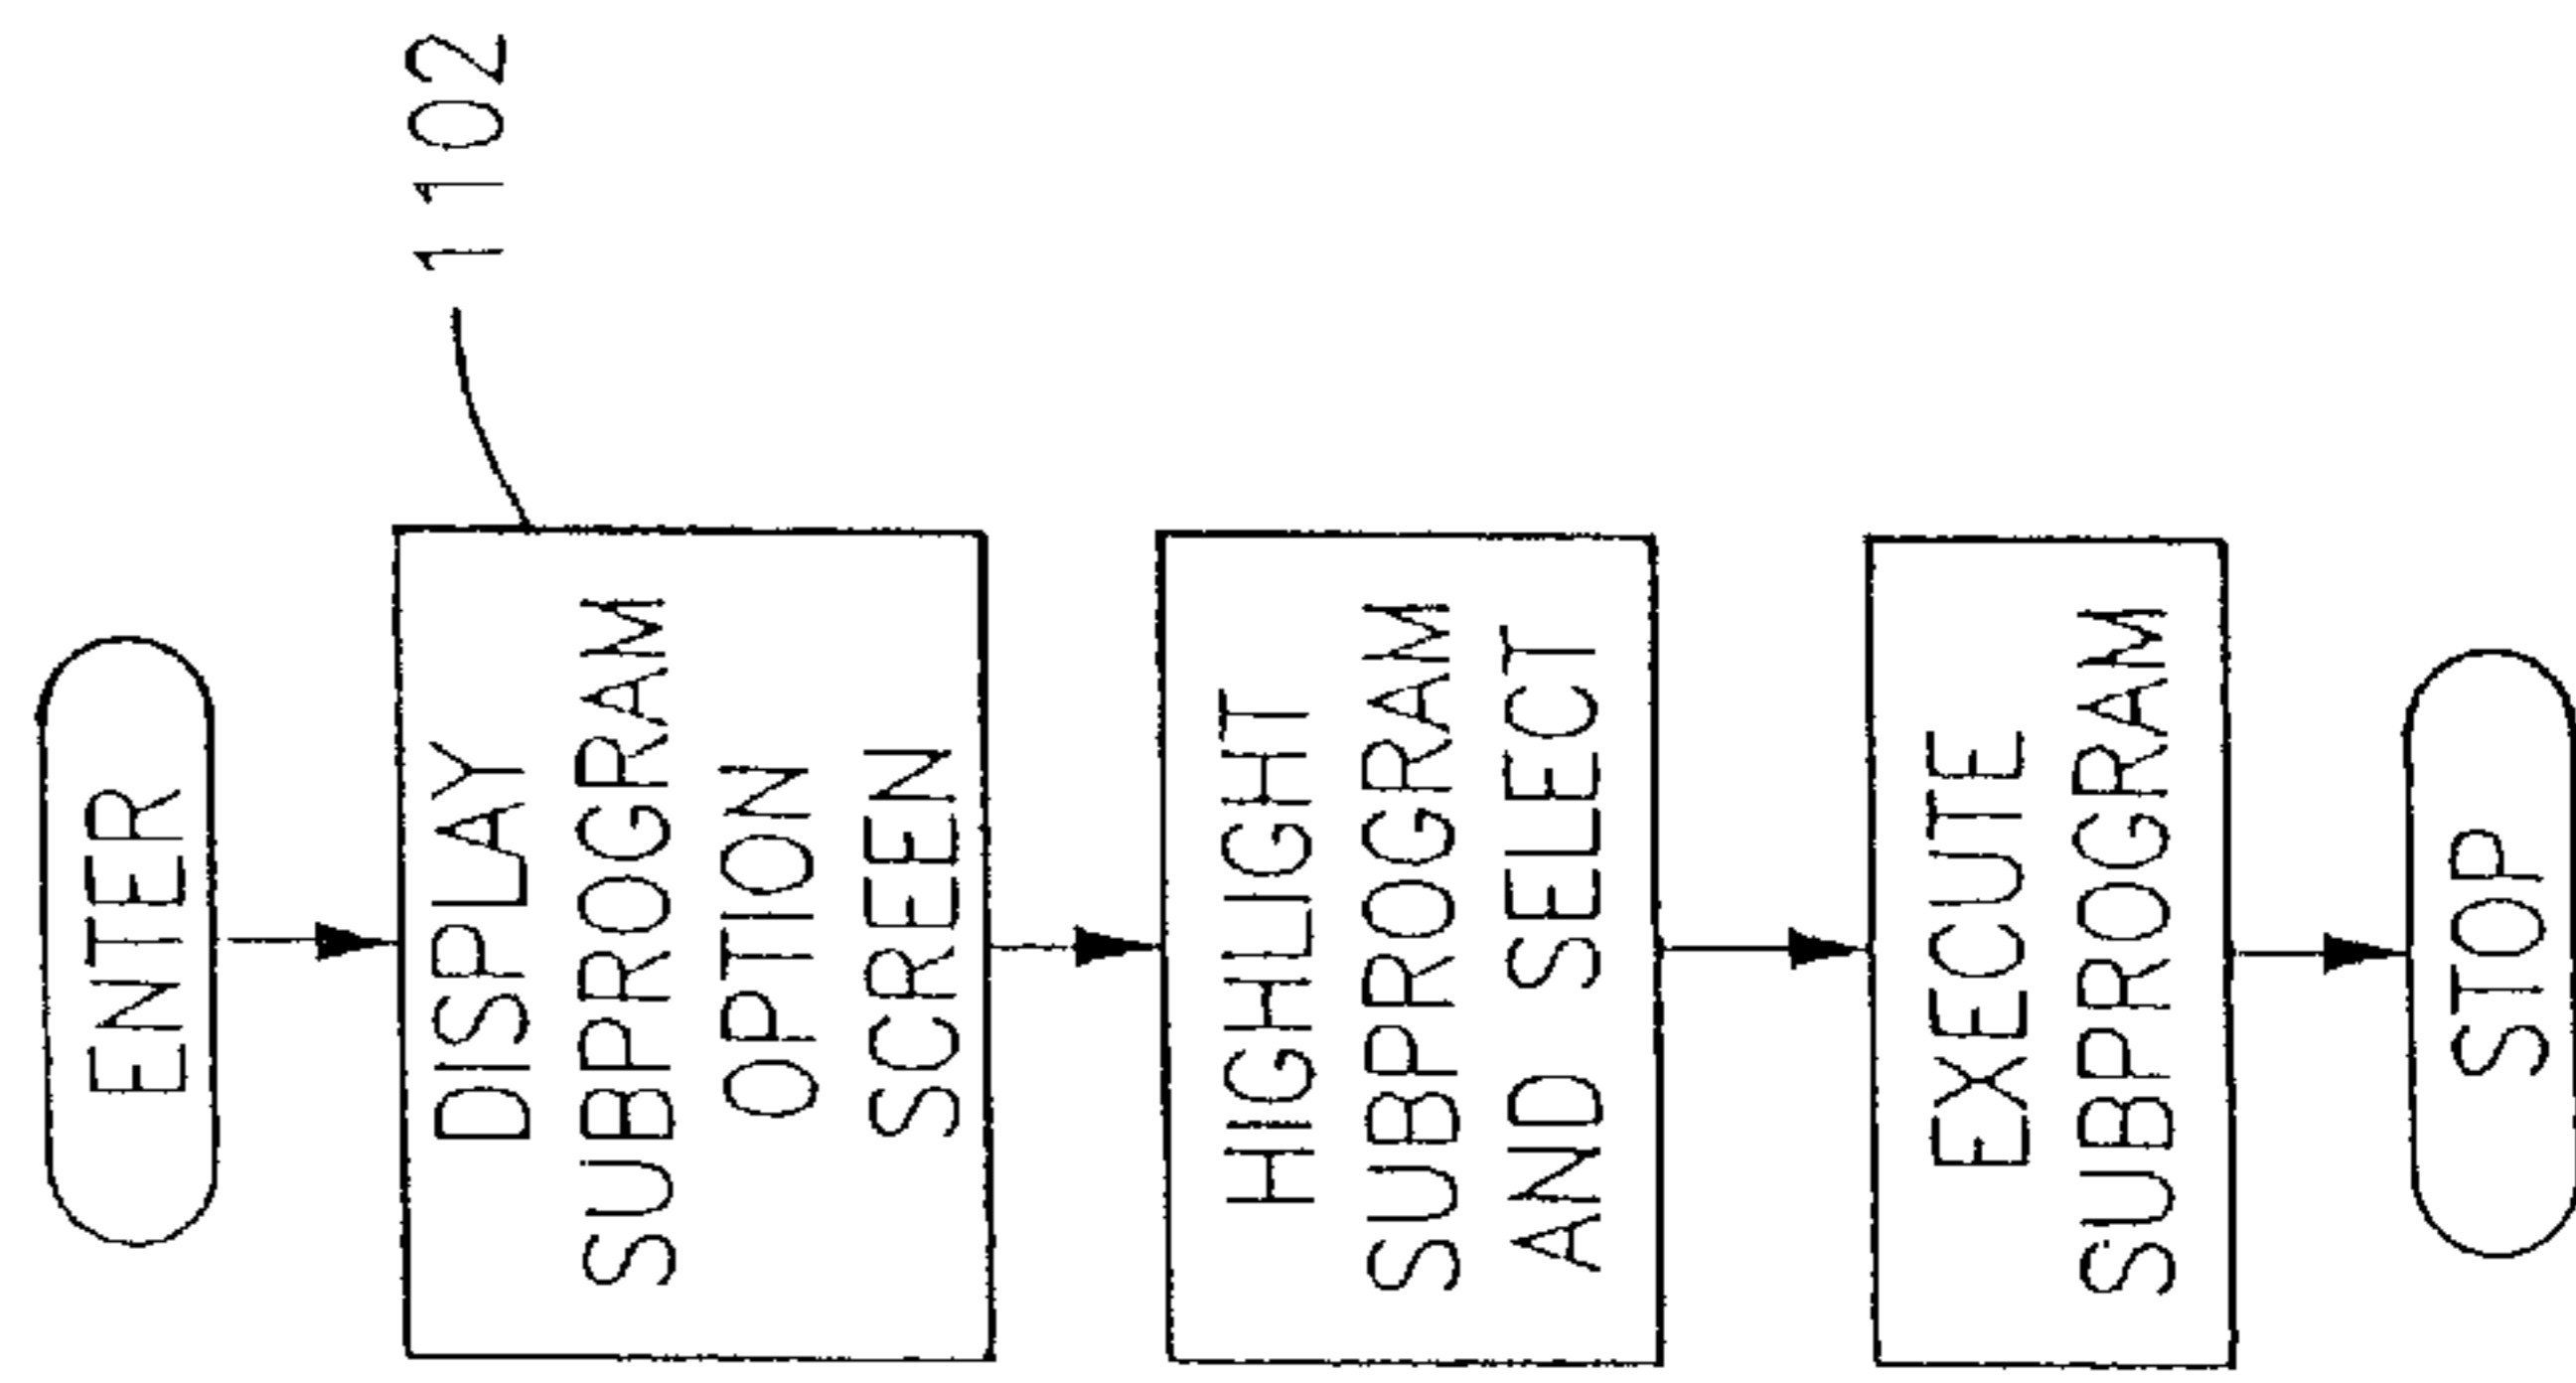 ENTER
1102
DISPLAY
SUBPROGRAM
OPTION
SCREEN
HIGHLIGHT
SUBPROGRAM
AND SELECT
EXECUTE
SUBPROGRAM
STOP